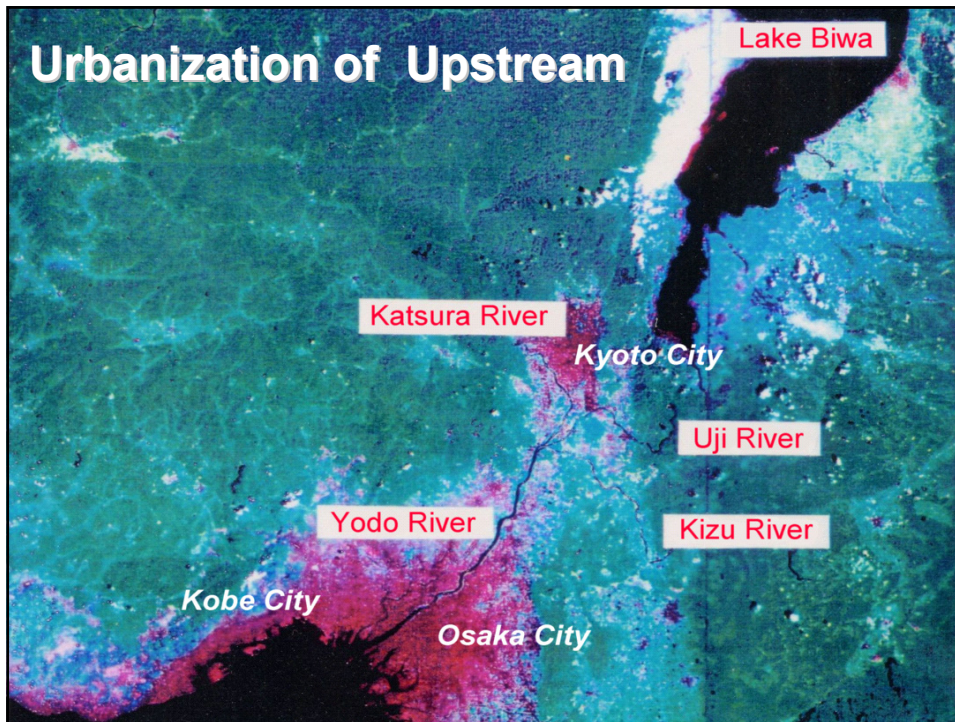 Urbanization of Upstream
Lake Biwa
Katsura River
Kyoto City
Uji River
Yodo River
Kizu River
Kobe City
Osaka City